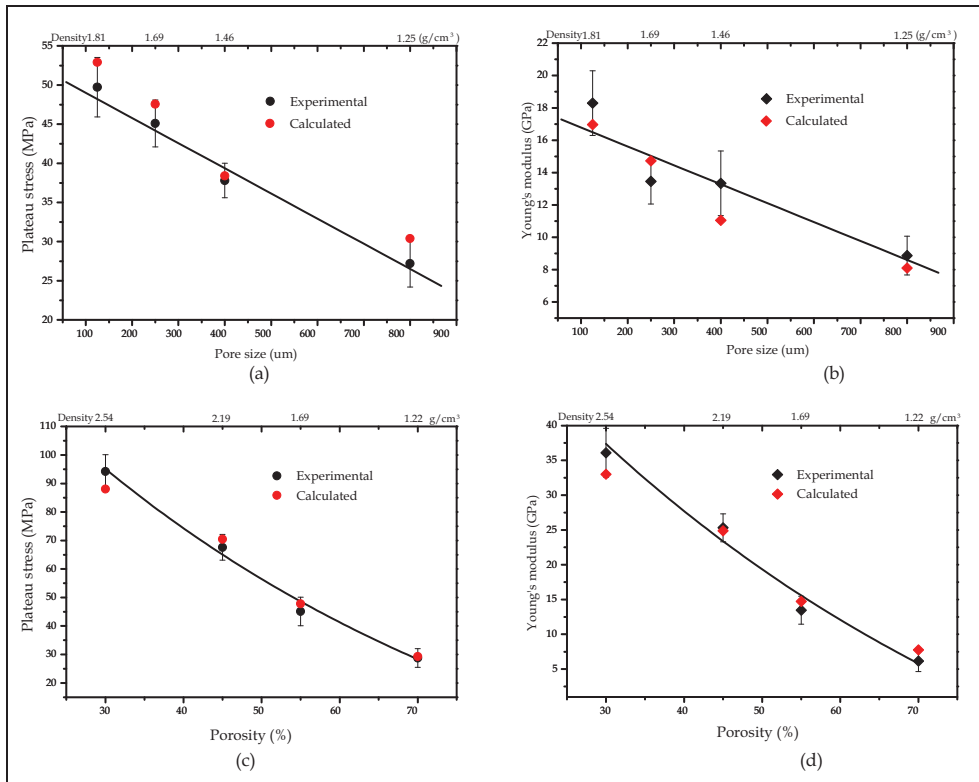 Density1.81 1.69 1.46 1.25 (g/cm³)
55
50
45
40
35
30
25
20
Plateau stress (MPa)
Experimental
Calculated
100 200 300 400 500 600 700 800 900
Pore size (um)
(a)
Density1.81 1.69 1.46 1.25 (g/cm³)
22
20
18
16
14
12
10
8
6
Young's modulus (GPa)
Experimental
Calculated
100 200 300 400 500 600 700 800 900
Pore size (um)
(b)
Density2.54 2.19 1.69 1.22 g/cm³
110
100
90
80
70
60
50
40
30
20
Plateau stress (MPa)
Experimental
Calculated
30 40 50 60 70
Porosity (%)
(c)
Density2.54 2.19 1.69 1.22 g/cm³
40
35
30
25
20
15
10
5
Young's modulus (GPa)
Experimental
Calculated
30 40 50 60 70
Porosity (%)
(d)